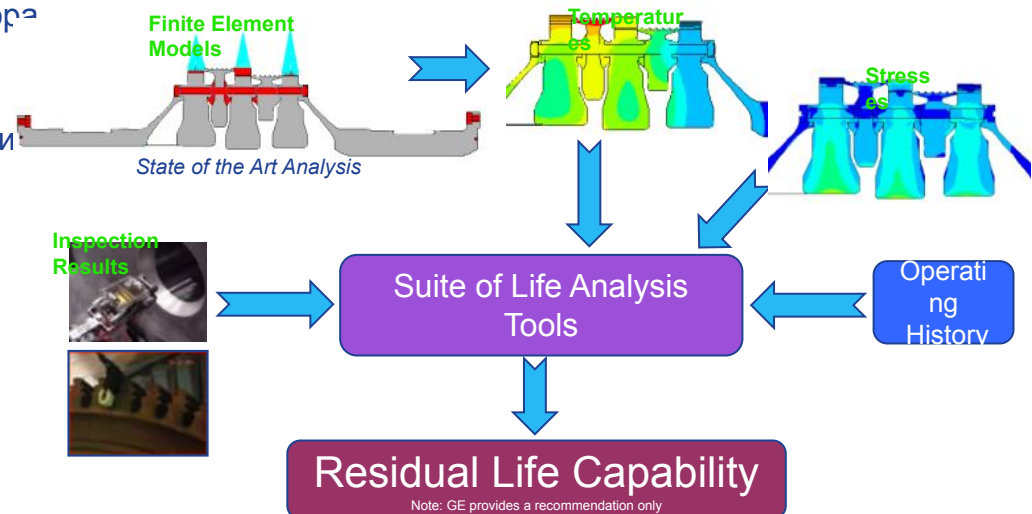 ора
Finite Element
Models
Temperatur
es
Stress
es
и
State of the Art Analysis
Inspection
Results
Suite of Life Analysis
Tools
Operati
ng
History
Residual Life Capability
Note: GE provides a recommendation only